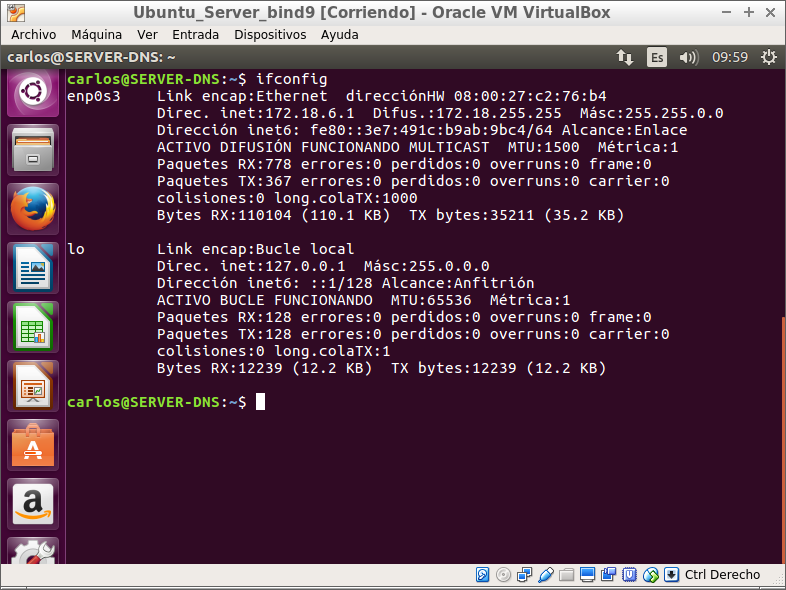 Ubuntu_Server_bind9 [Corriendo] - Oracle VM VirtualBox
Archivo Máquina Ver Entrada Dispositivos Ayuda
carlos@SERVER-DNS: ~ Es 09:59
carlos@SERVER-DNS:~$ ifconfig
enp0s3 Link encap:Ethernet direcciónHW 08:00:27:c2:76:b4
Direc. inet:172.18.6.1 Difus.:172.18.255.255 Másc:255.255.0.0
Dirección inet6: fe80::3e7:491c:b9ab:9bc4/64 Alcance:Enlace
ACTIVO DIFUSIÓN FUNCIONANDO MULTICAST MTU:1500 Métrica:1
Paquetes RX:778 errores:0 perdidos:0 overruns:0 frame:0
Paquetes TX:367 errores:0 perdidos:0 overruns:0 carrier:0
colisiones:0 long.colaTX:1000
Bytes RX:110104 (110.1 KB) TX bytes:35211 (35.2 KB)
lo Link encap:Bucle local
Direc. inet:127.0.0.1 Másc:255.0.0.0
Dirección inet6: ::1/128 Alcance:Anfitrión
ACTIVO BUCLE FUNCIONANDO MTU:65536 Métrica:1
Paquetes RX:128 errores:0 perdidos:0 overruns:0 frame:0
Paquetes TX:128 errores:0 perdidos:0 overruns:0 carrier:0
colisiones:0 long.colaTX:1
Bytes RX:12239 (12.2 KB) TX bytes:12239 (12.2 KB)
carlos@SERVER-DNS:~$
a
Ctrl Derecho